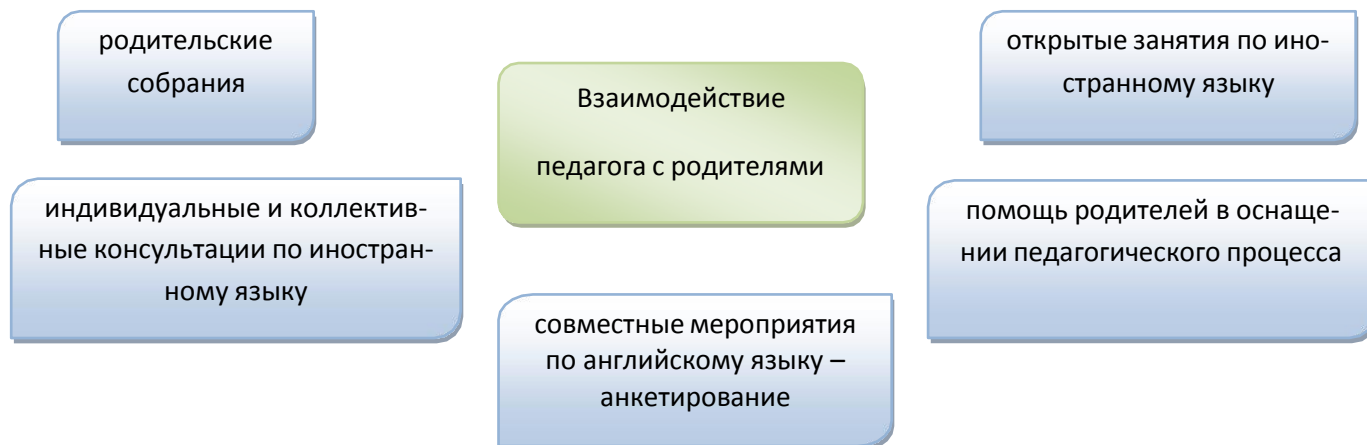 родительские
собрания
Взаимодействие
педагога с родителями
открытые занятия по ино-
странному языку
индивидуальные и коллектив-
ные консультации по иностран-
ному языку
помощь родителей в оснаще-
нии педагогического процесса
совместные мероприятия
по английскому языку –
анкетирование